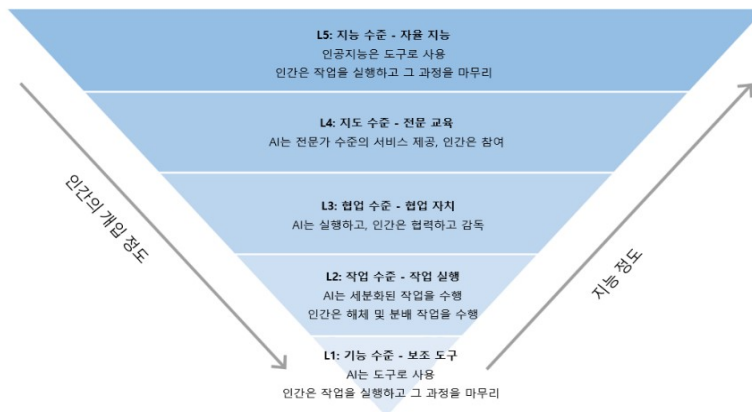 L5: 지능 수준 - 자율 지능
인공지능은 도구로 사용
인간은 작업을 실행하고 그 과정을 마무리
L4: 지도 수준 - 전문 교육
AI는 전문가 수준의 서비스 제공, 인간은 참여
L3: 협업 수준 - 협업 자치
AI는 실행하고, 인간은 협력하고 감독
L2: 작업 수준 - 작업 실행
AI는 세분화된 작업을 수행
인간은 해체 및 분배 작업을 수행
L1: 기능 수준 - 보조 도구
AI는 도구로 사용
인간은 작업을 실행하고 그 과정을 마무리
인간의 개입 정도
지능 정도